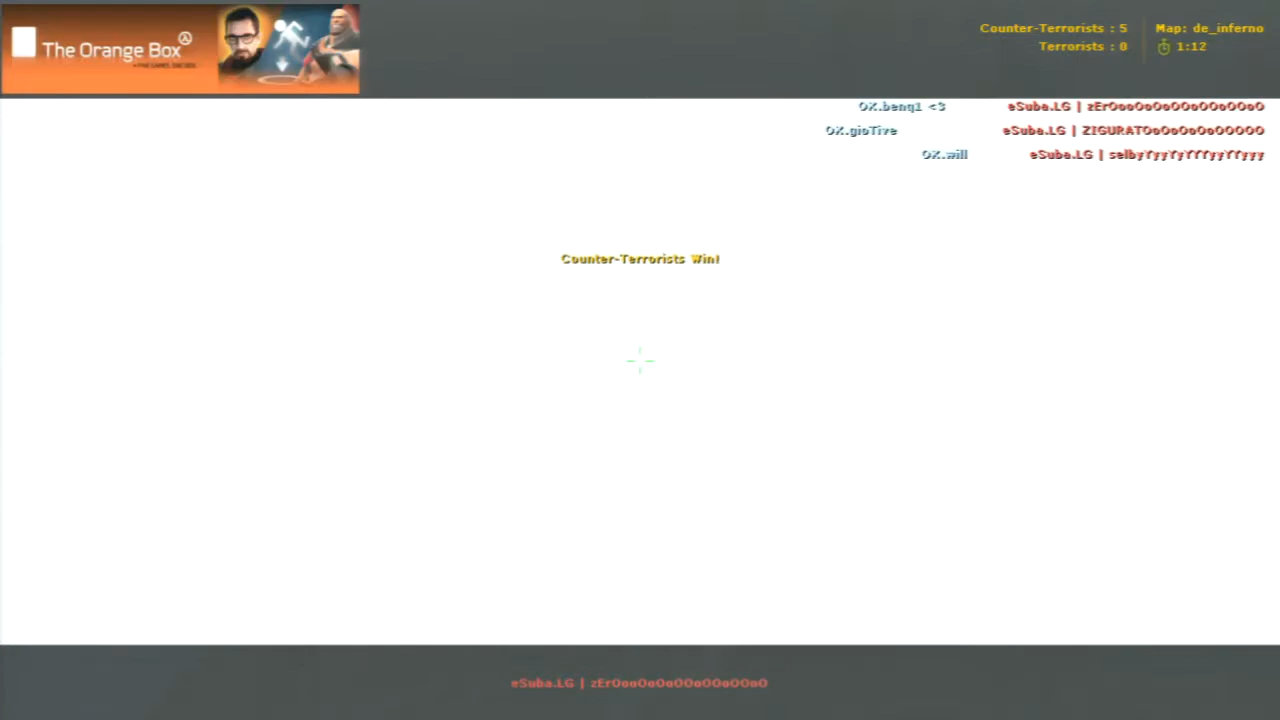 The Orange Box
Counter-Terrorists : 5
Terrorists : 0
Map: de_inferno
1:12
OX.benq1 <3 eSuba.LG | zErOooOoOoOOoOOoOOoO
OX.gioTive eSuba.LG | ZIGURATOoOoOoOoOOOOO
OX.will eSuba.LG | selbyYyyYyYYYyyYYyyy
Counter-Terrorists Win!
eSuba.LG | zErOooOoOoOOoOOoOOoO